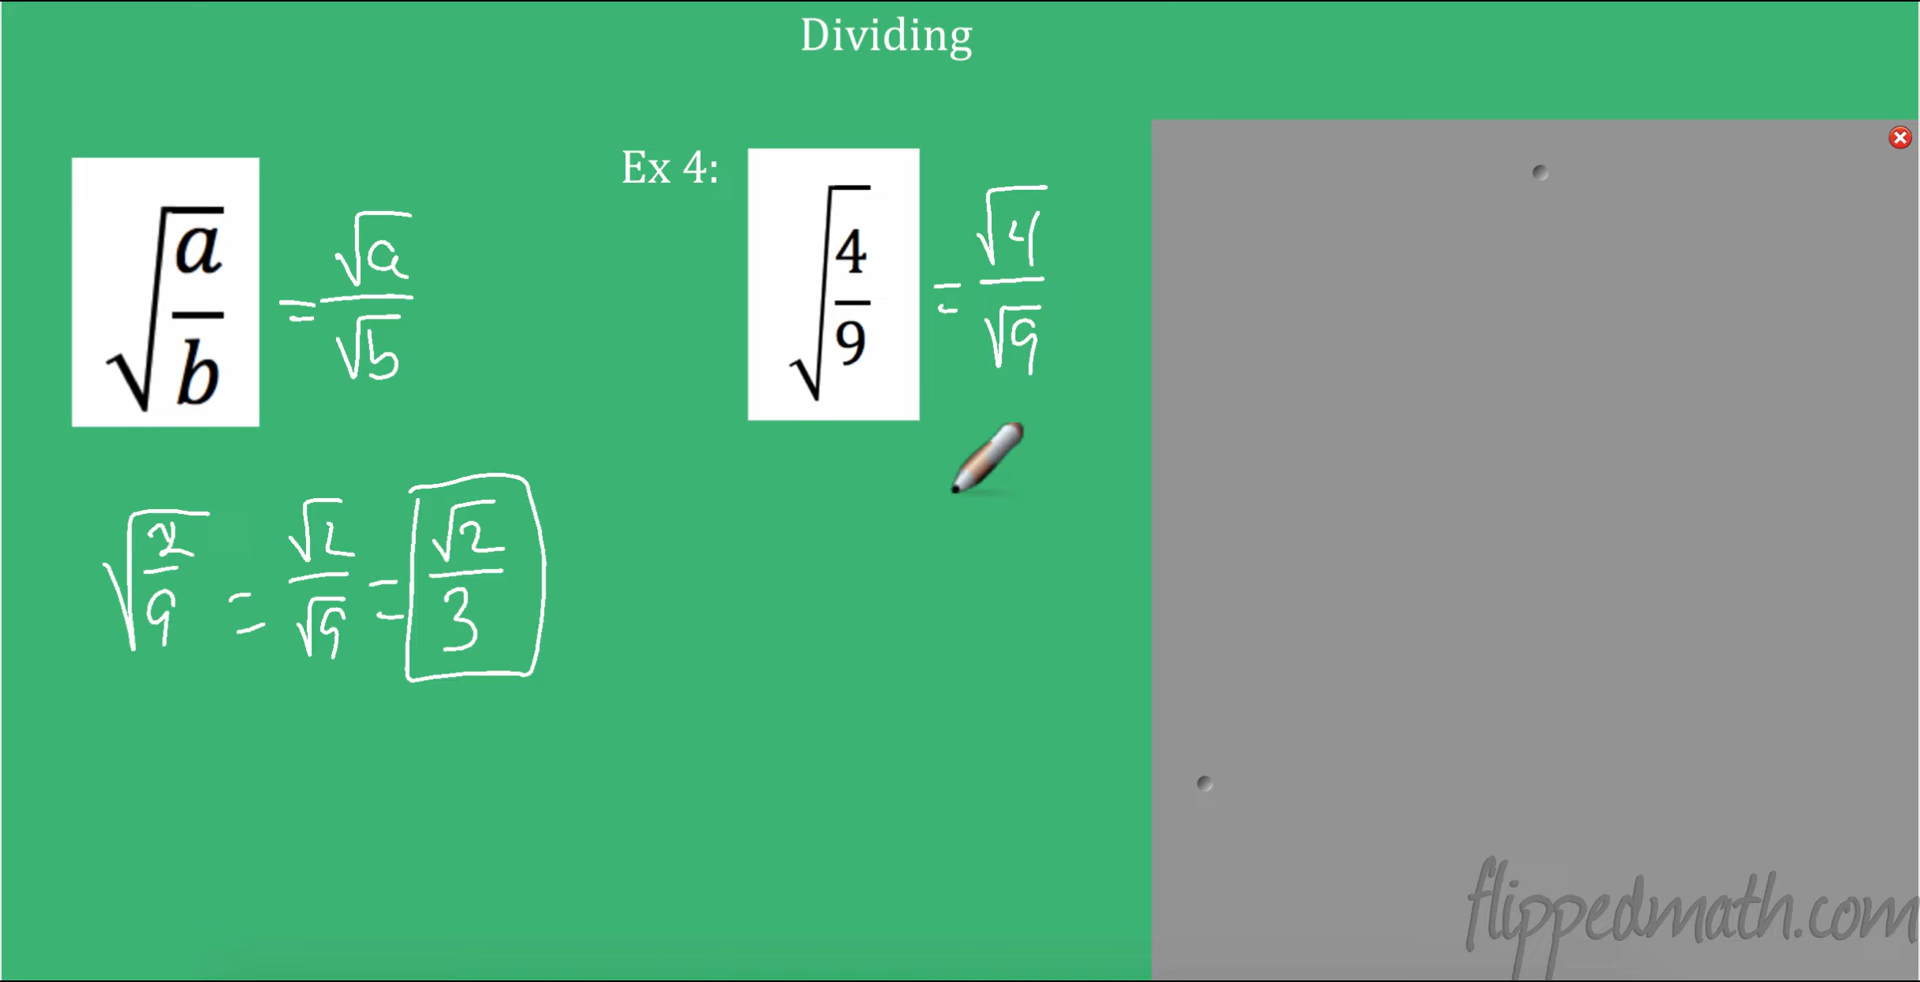 Dividing
√(a/b) = √a/√b
Ex 4: √(4/9) = √4/√9
√(2/9) = √2/√9 = √2/3
flippedmath.com